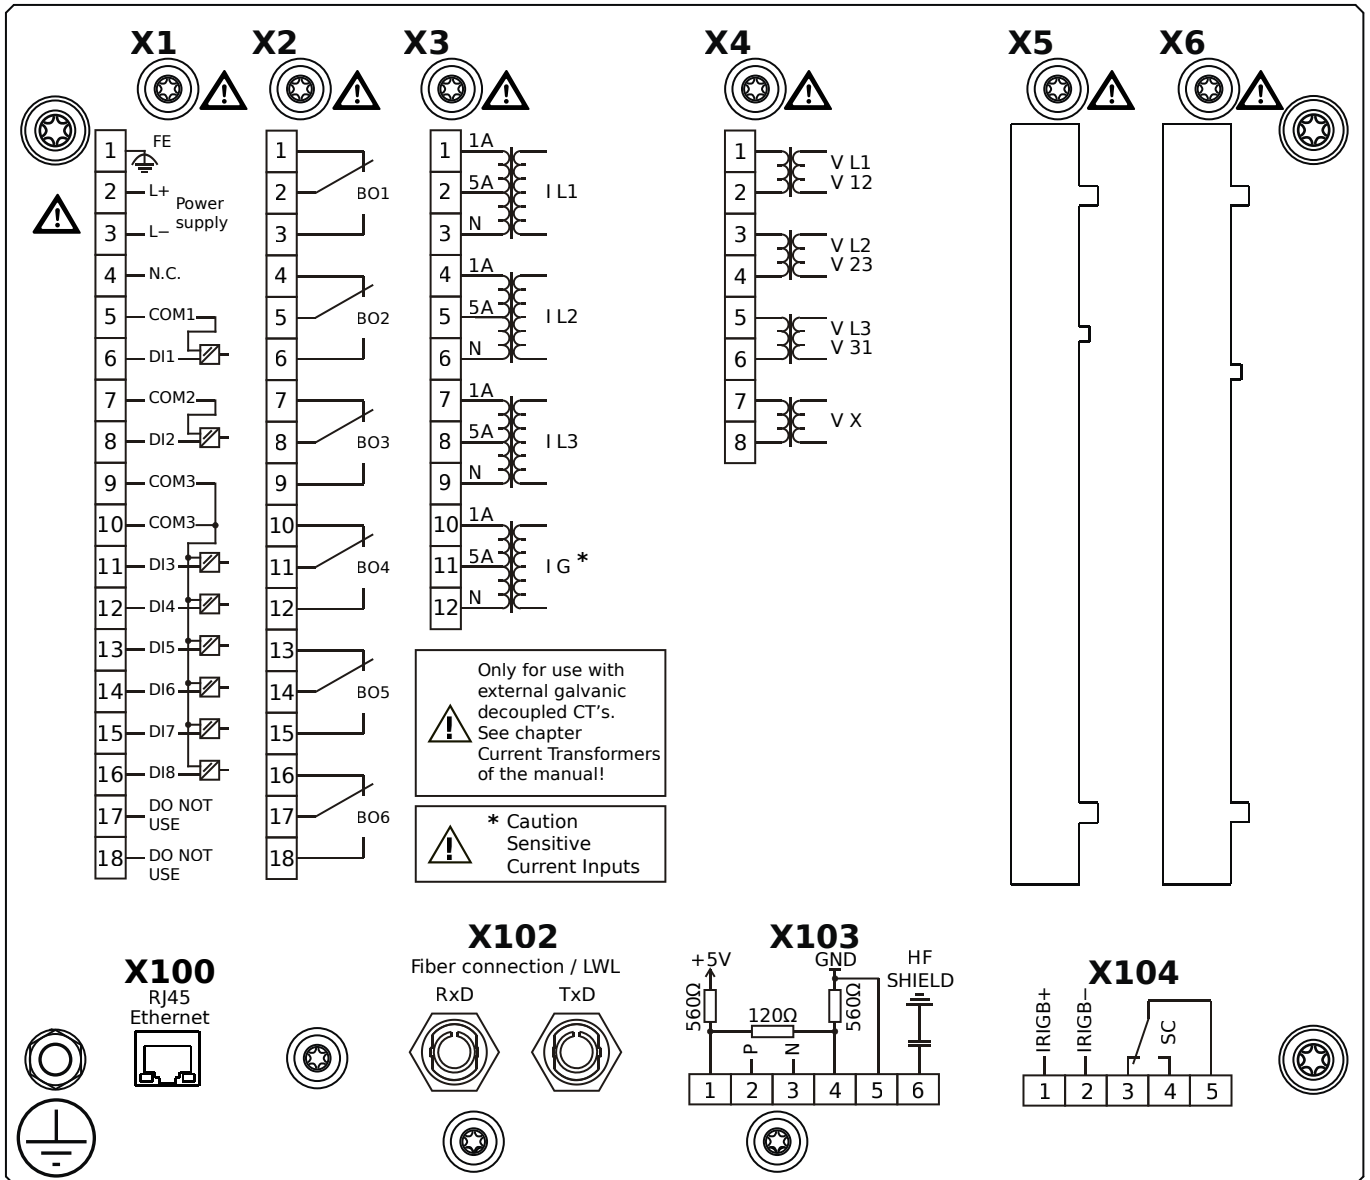 X1 X2 X3 X4 X5 X6
1 FE
2 L+
Power
supply
3 L−
4 N.C.
5 COM1
6 DI1
7 COM2
8 DI2
9 COM3
10 COM3
11 DI3
12 DI4
13 DI5
14 DI6
15 DI7
16 DI8
17 DO NOT
USE
18 DO NOT
USE
1
2 BO1
3
4
5 BO2
6
7
8 BO3
9
10
11 BO4
12
13
14 BO5
15
16
17 BO6
18
1 1A
2 5A I L1
3 N
4 1A
5 5A I L2
6 N
7 1A
8 5A I L3
9 N
10 1A
11 5A I G *
12 N
Only for use with
external galvanic
decoupled CT's.
See chapter
Current Transformers
of the manual!
* Caution
Sensitive
Current Inputs
1 V L1
2 V 12
3 V L2
4 V 23
5 V L3
6 V 31
7 V X
8
X100
RJ45
Ethernet
X102
Fiber connection / LWL
RxD TxD
X103
+5V GND HF
SHIELD
560Ω 120Ω 560Ω
P N
1 2 3 4 5 6
X104
IRIGB+ IRIGB− SC
1 2 3 4 5